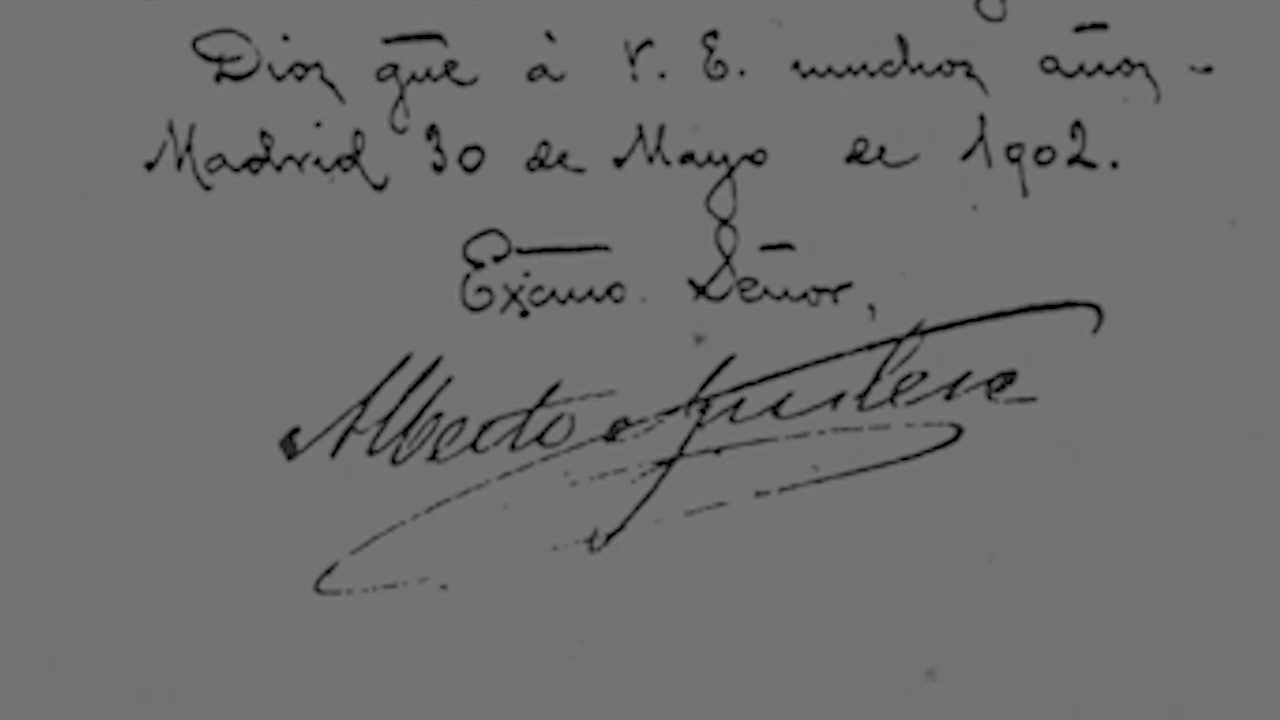 Dios gue à V. E. muchos años -
Madrid 30 de Mayo de 1902.
Excmo. Señor,
Alberto Aguilera